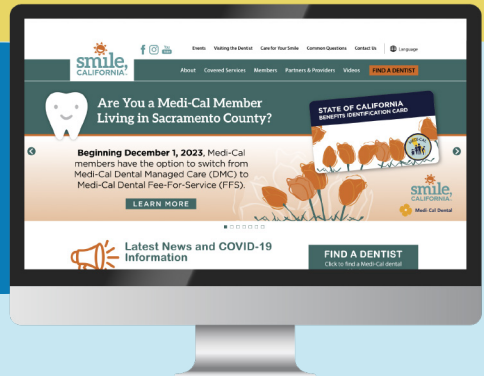 smile,
CALIFORNIA
Events Visiting the Dentist Care for Your Smile Common Questions Contact Us Language
About Covered Services Members Partners & Providers Videos FIND A DENTIST
Are You a Medi-Cal Member
Living in Sacramento County?
Beginning December 1, 2023, Medi-Cal
members have the option to switch from
Medi-Cal Dental Managed Care (DMC) to
Medi-Cal Dental Fee-For-Service (FFS).
LEARN MORE
STATE OF CALIFORNIA
BENEFITS IDENTIFICATION CARD
smile,
CALIFORNIA
Medi-Cal Dental
Latest News and COVID-19
Information
FIND A DENTIST
Click to find a Medi-Cal dental